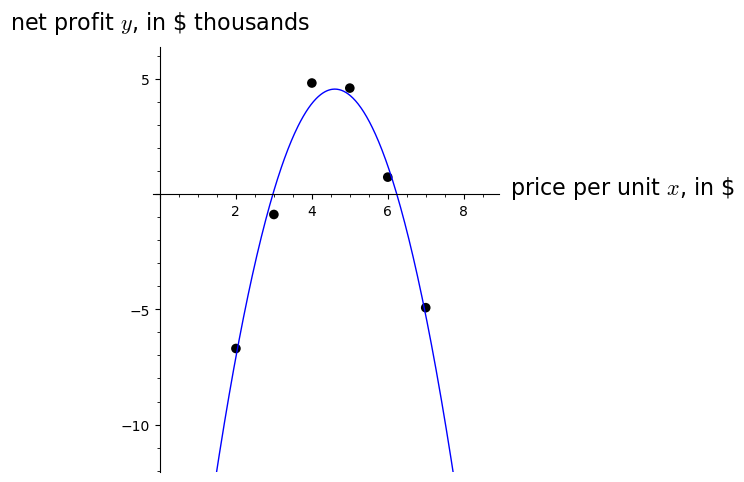 net profit y, in $ thousands
5
price per unit x, in $
2 4 6 8
−5
−10